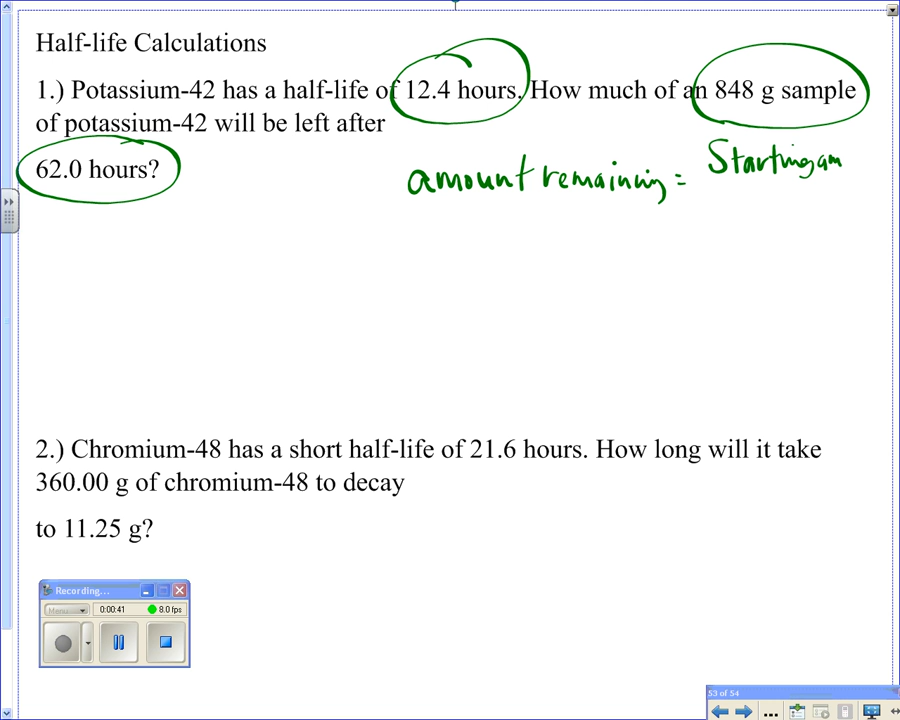 Half-life Calculations
1.) Potassium-42 has a half-life of 12.4 hours. How much of an 848 g sample
of potassium-42 will be left after
62.0 hours?
amount remaining = Starting am
2.) Chromium-48 has a short half-life of 21.6 hours. How long will it take
360.00 g of chromium-48 to decay
to 11.25 g?
Recording...
Menu 0:00:41 8.0 fps
53 of 54